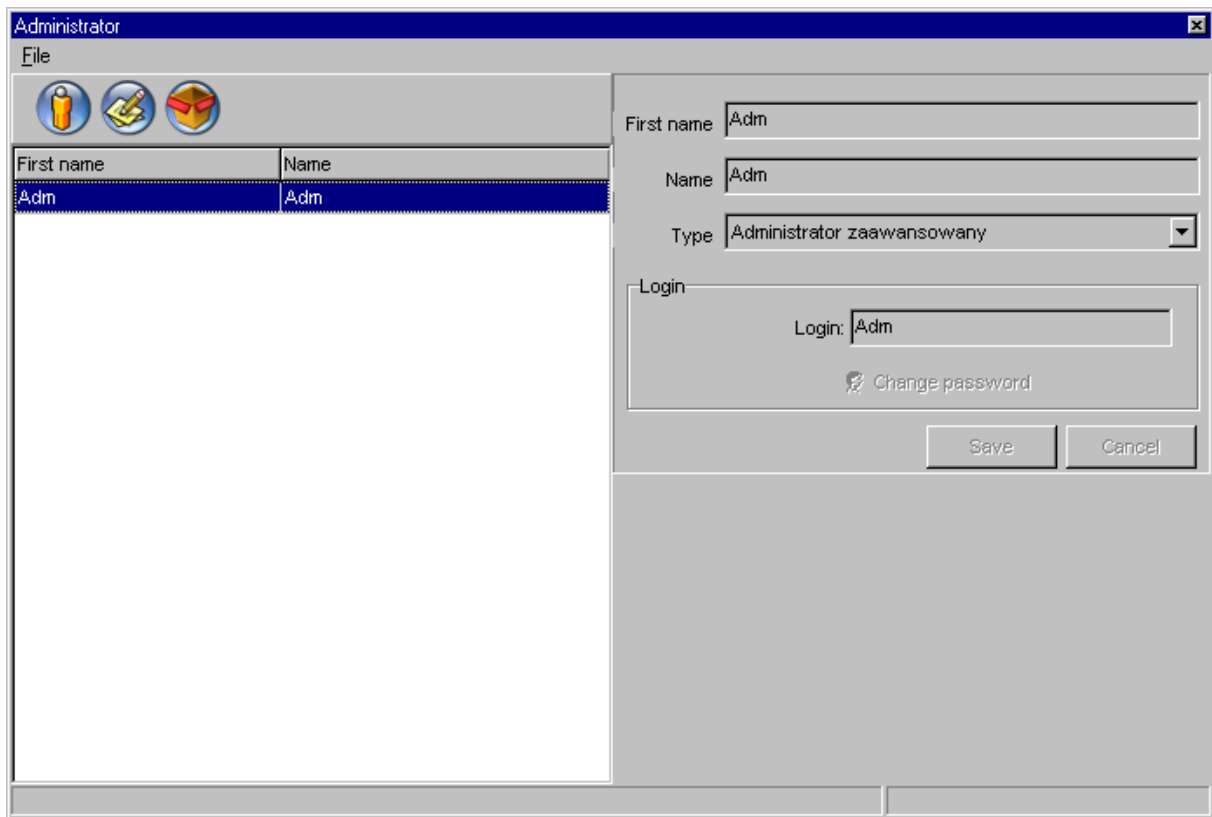 Administrator
File
First name Name
Adm Adm
First name Adm
Name Adm
Type Administrator zaawansowany
Login
Login: Adm
Change password
Save Cancel